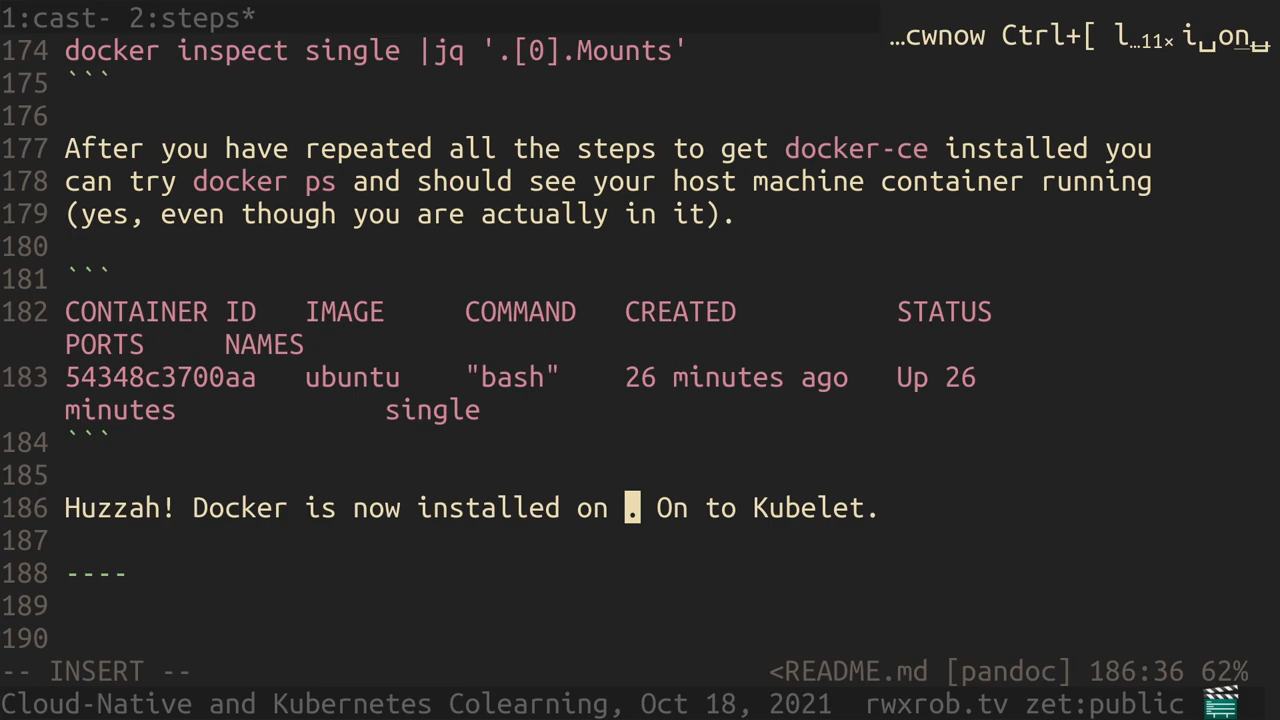 1:cast- 2:steps*
…cwnow Ctrl+[ l…11× i␣on␣
174 docker inspect single |jq '.[0].Mounts'
175 ```
176
177 After you have repeated all the steps to get docker-ce installed you
178 can try docker ps and should see your host machine container running
179 (yes, even though you are actually in it).
180
181 ```
182 CONTAINER ID   IMAGE     COMMAND   CREATED          STATUS
PORTS     NAMES
183 54348c3700aa   ubuntu    "bash"    26 minutes ago   Up 26
minutes             single
184 ```
185
186 Huzzah! Docker is now installed on . On to Kubelet.
187
188 ----
189
190
-- INSERT -- <README.md [pandoc] 186:36 62%
Cloud-Native and Kubernetes Colearning, Oct 18, 2021  rwxrob.tv zet:public 🎬